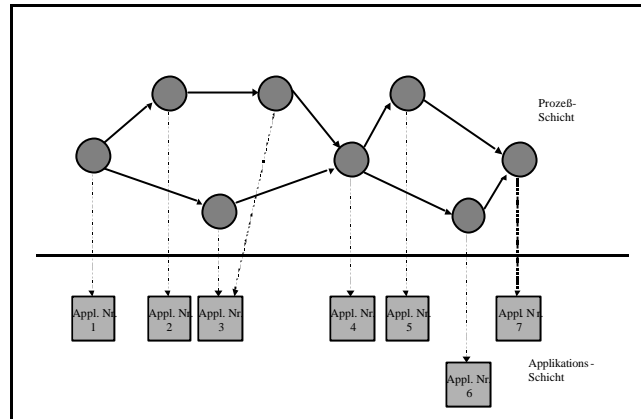 Prozeß-
Schicht
Appl. Nr.
1
Appl. Nr.
2
Appl. Nr.
3
Appl. Nr.
4
Appl. Nr.
5
Appl. Nr.
7
Appl. Nr.
6
Applikations-
Schicht